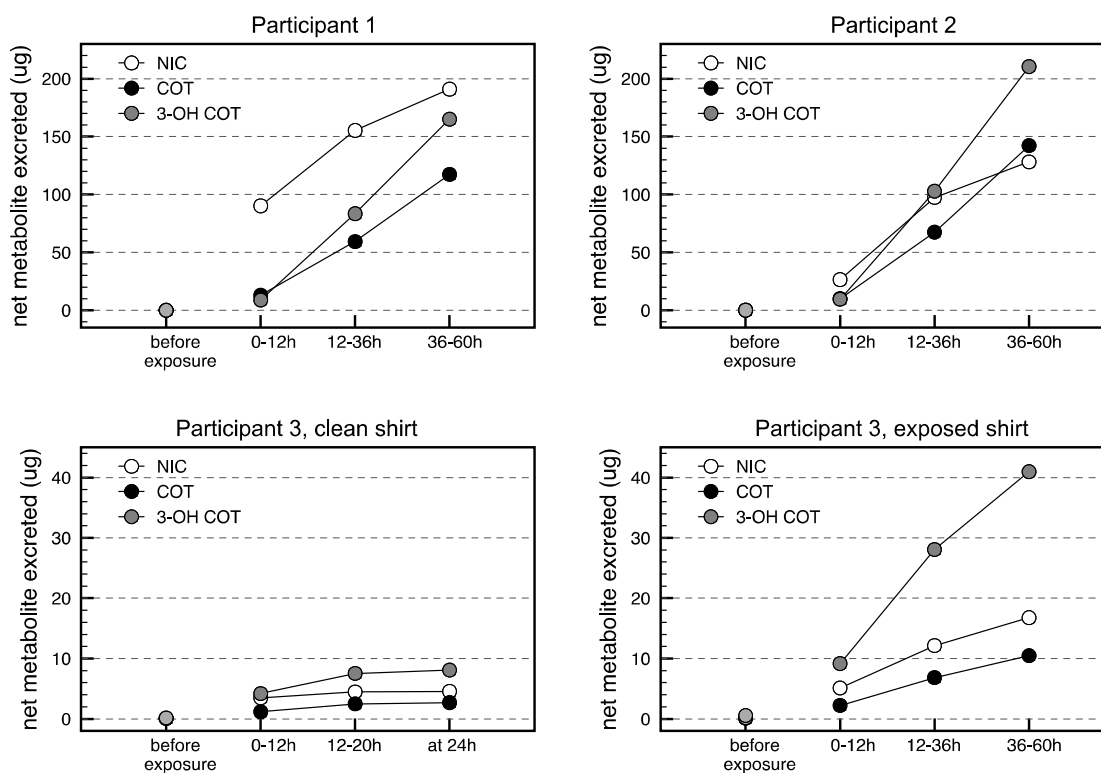 Participant 1
net metabolite excreted (ug)
200
150
100
50
0
NIC
COT
3-OH COT
before
exposure
0-12h
12-36h
36-60h
Participant 2
net metabolite excreted (ug)
200
150
100
50
0
NIC
COT
3-OH COT
before
exposure
0-12h
12-36h
36-60h
Participant 3, clean shirt
net metabolite excreted (ug)
40
30
20
10
0
NIC
COT
3-OH COT
before
exposure
0-12h
12-20h
at 24h
Participant 3, exposed shirt
net metabolite excreted (ug)
40
30
20
10
0
NIC
COT
3-OH COT
before
exposure
0-12h
12-36h
36-60h